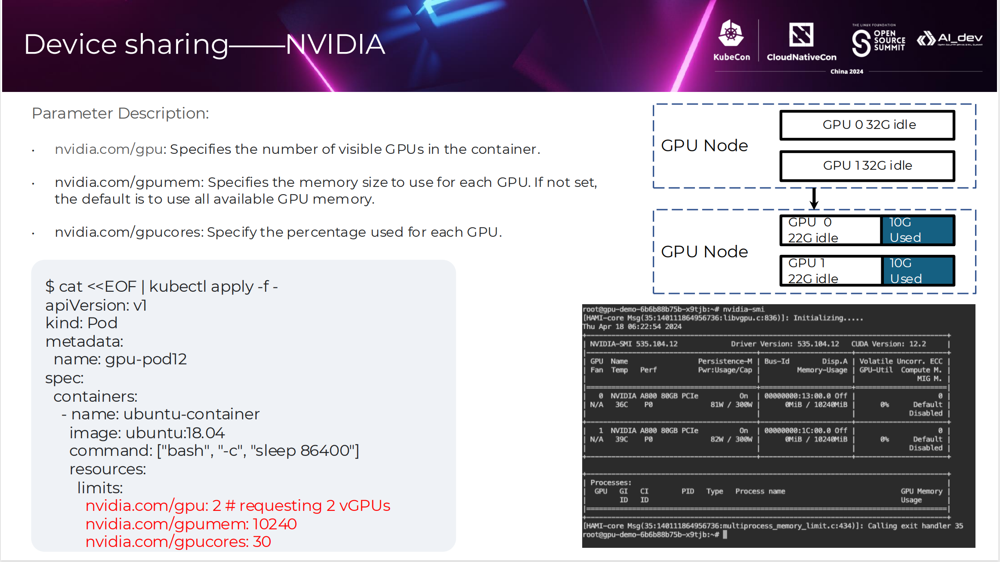 Device sharing——NVIDIA
KubeCon
CloudNativeCon
THE LINUX FOUNDATION
OPEN
SOURCE
SUMMIT
AI_dev
Open Source GenAI & ML Summit
China 2024
Parameter Description:
• nvidia.com/gpu: Specifies the number of visible GPUs in the container.
• nvidia.com/gpumem: Specifies the memory size to use for each GPU. If not set,
the default is to use all available GPU memory.
• nvidia.com/gpucores: Specify the percentage used for each GPU.
$ cat <<EOF | kubectl apply -f -
apiVersion: v1
kind: Pod
metadata:
  name: gpu-pod12
spec:
  containers:
    - name: ubuntu-container
      image: ubuntu:18.04
      command: ["bash", "-c", "sleep 86400"]
      resources:
        limits:
          nvidia.com/gpu: 2 # requesting 2 vGPUs
          nvidia.com/gpumem: 10240
          nvidia.com/gpucores: 30
GPU Node
GPU 0 32G idle
GPU 1 32G idle
GPU Node
GPU 0
22G idle
10G
Used
GPU 1
22G idle
10G
Used
root@gpu-demo-6b6b88b75b-x9tjb:~# nvidia-smi
[HAMI-core Msg(35:140111864956736:libvgpu.c:836)]: Initializing.....
Thu Apr 18 06:22:54 2024
| NVIDIA-SMI 535.104.12    Driver Version: 535.104.12    CUDA Version: 12.2 |
| GPU  Name    Persistence-M | Bus-Id    Disp.A | Volatile Uncorr. ECC |
| Fan  Temp  Perf    Pwr:Usage/Cap |    Memory-Usage | GPU-Util  Compute M. |
|    |    |    MIG M. |
| 0  NVIDIA A800 80GB PCIe    On | 00000000:13:00.0 Off |    0 |
| N/A  36C  P0    81W / 300W |    0MiB / 10240MiB |    0%    Default |
|    |    |    Disabled |
| 1  NVIDIA A800 80GB PCIe    On | 00000000:1C:00.0 Off |    0 |
| N/A  39C  P0    82W / 300W |    0MiB / 10240MiB |    0%    Default |
|    |    |    Disabled |
| Processes: |
| GPU  GI  CI    PID  Type  Process name    GPU Memory |
|    ID  ID    Usage |
[HAMI-core Msg(35:140111864956736:multiprocess_memory_limit.c:434)]: Calling exit handler 35
root@gpu-demo-6b6b88b75b-x9tjb:~#